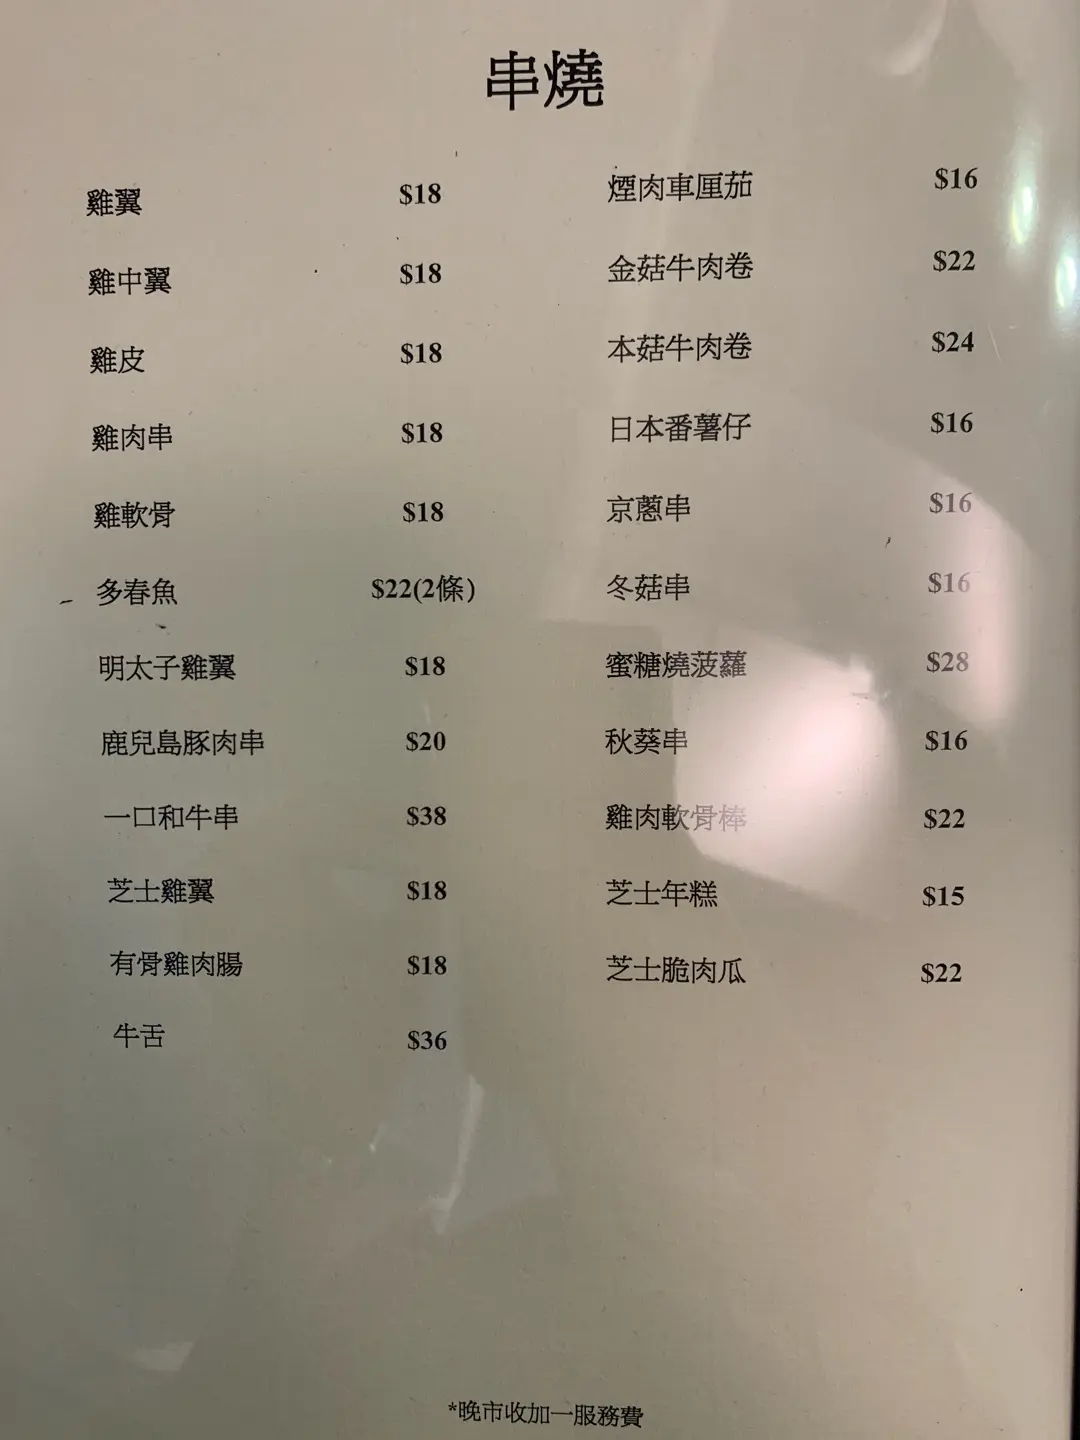 串燒
雞翼 $18
雞中翼 $18
雞皮 $18
雞肉串 $18
雞軟骨 $18
多春魚 $22(2條)
明太子雞翼 $18
鹿兒島豚肉串 $20
一口和牛串 $38
芝士雞翼 $18
有骨雞肉腸 $18
牛舌 $36
煙肉車厘茄 $16
金菇牛肉卷 $22
本菇牛肉卷 $24
日本番薯仔 $16
京蔥串 $16
冬菇串 $16
蜜糖燒菠蘿 $28
秋葵串 $16
雞肉軟骨棒 $22
芝士年糕 $15
芝士脆肉瓜 $22
*晚市收加一服務費